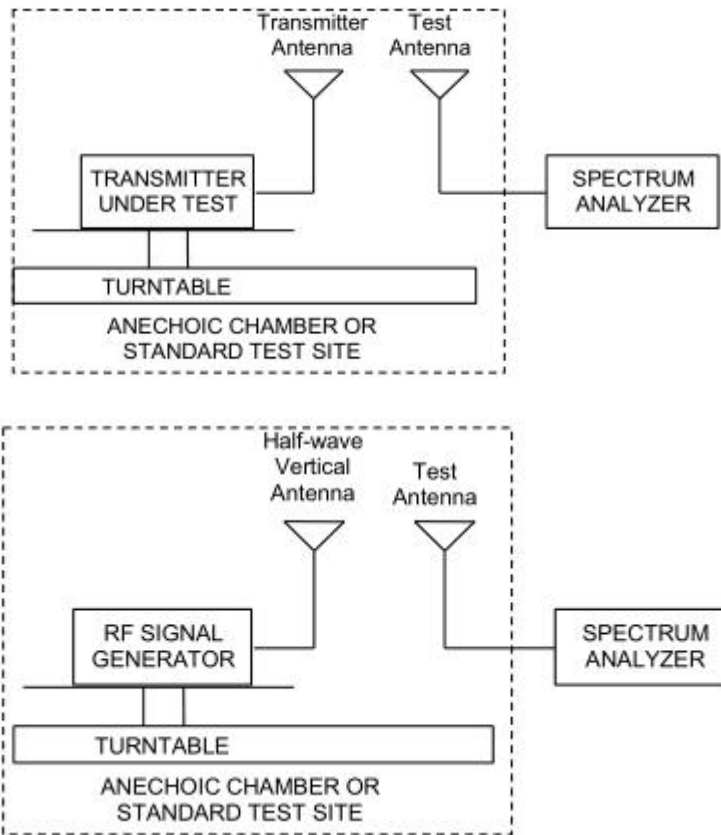 Transmitter
Antenna
Test
Antenna
TRANSMITTER
UNDER TEST
SPECTRUM
ANALYZER
TURNTABLE
ANECHOIC CHAMBER OR
STANDARD TEST SITE
Half-wave
Vertical
Antenna
Test
Antenna
RF SIGNAL
GENERATOR
SPECTRUM
ANALYZER
TURNTABLE
ANECHOIC CHAMBER OR
STANDARD TEST SITE